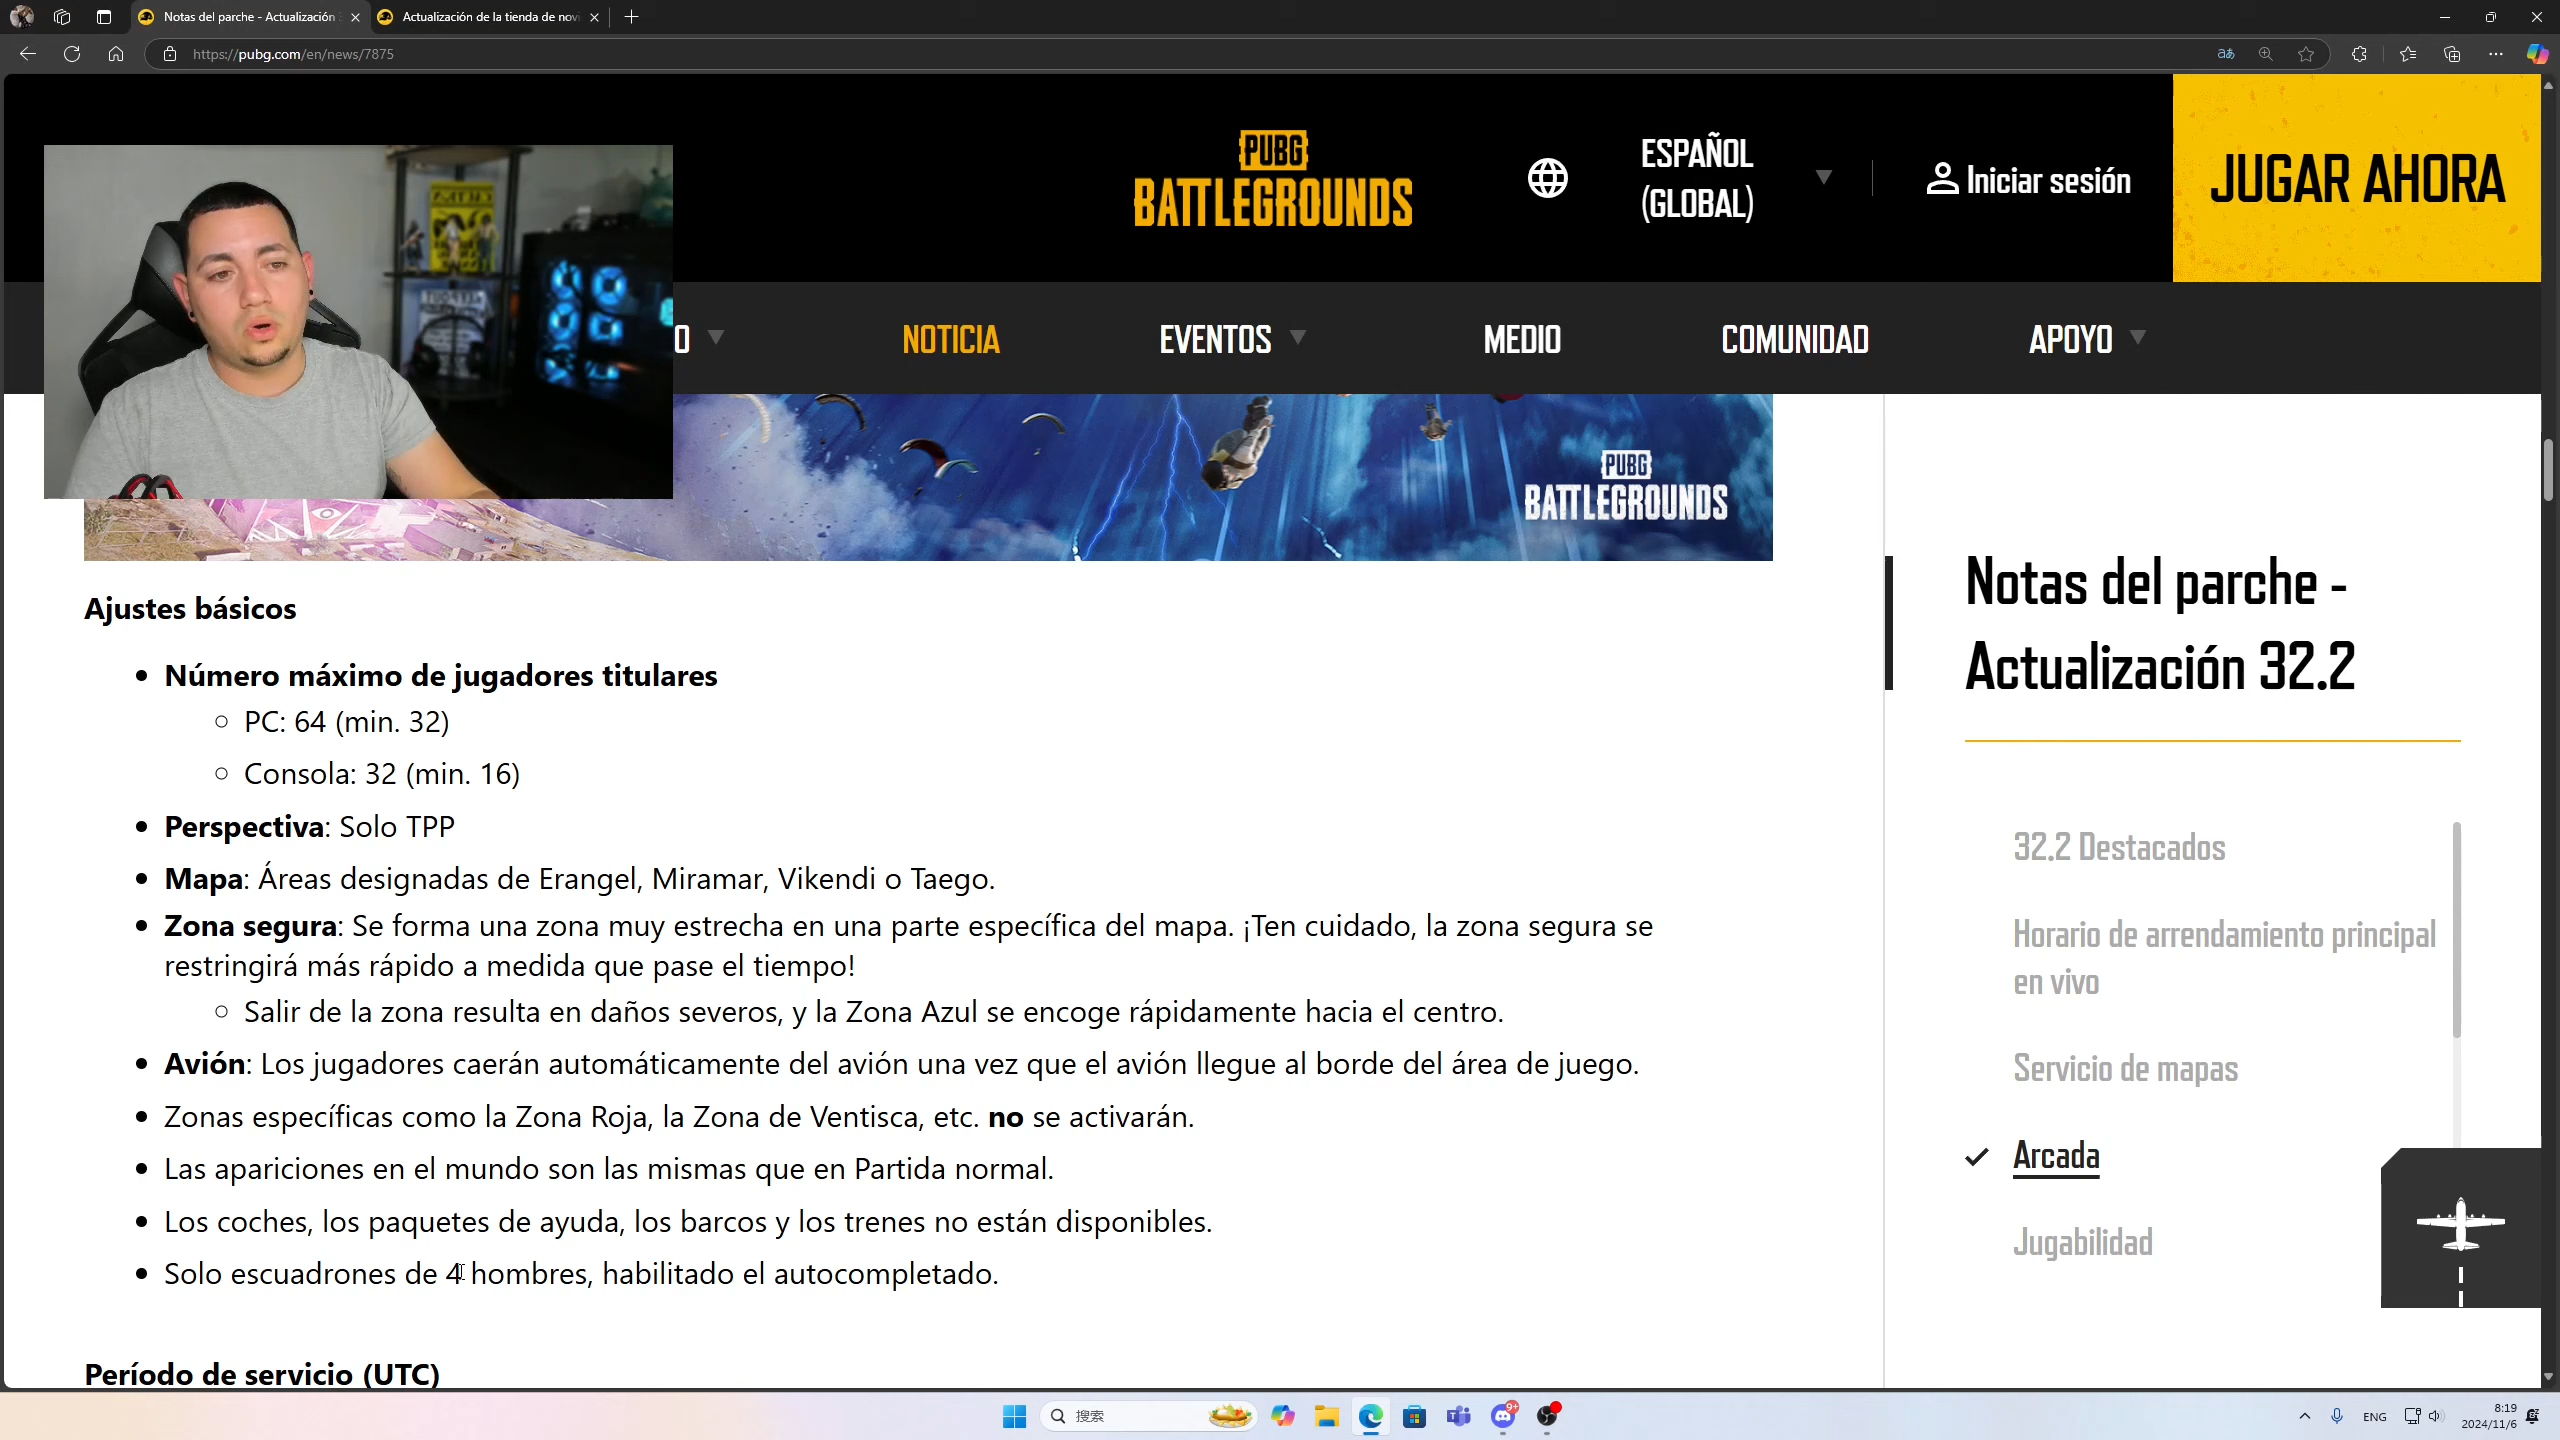 Notas del parche - Actualización 3
Actualización de la tienda de novi
https://pubg.com/en/news/7875
PUBG
BATTLEGROUNDS
ESPAÑOL
(GLOBAL)
Iniciar sesión
JUGAR AHORA
O
NOTICIA
EVENTOS
MEDIO
COMUNIDAD
APOYO
PUBG
BATTLEGROUNDS
Ajustes básicos
Número máximo de jugadores titulares
PC: 64 (min. 32)
Consola: 32 (min. 16)
Perspectiva: Solo TPP
Mapa: Áreas designadas de Erangel, Miramar, Vikendi o Taego.
Zona segura: Se forma una zona muy estrecha en una parte específica del mapa. ¡Ten cuidado, la zona segura se
restringirá más rápido a medida que pase el tiempo!
Salir de la zona resulta en daños severos, y la Zona Azul se encoge rápidamente hacia el centro.
Avión: Los jugadores caerán automáticamente del avión una vez que el avión llegue al borde del área de juego.
Zonas específicas como la Zona Roja, la Zona de Ventisca, etc. no se activarán.
Las apariciones en el mundo son las mismas que en Partida normal.
Los coches, los paquetes de ayuda, los barcos y los trenes no están disponibles.
Solo escuadrones de 4 hombres, habilitado el autocompletado.
Período de servicio (UTC)
Notas del parche -
Actualización 32.2
32.2 Destacados
Horario de arrendamiento principal
en vivo
Servicio de mapas
Arcada
Jugabilidad
搜索
9+
ENG
8:19
2024/11/6